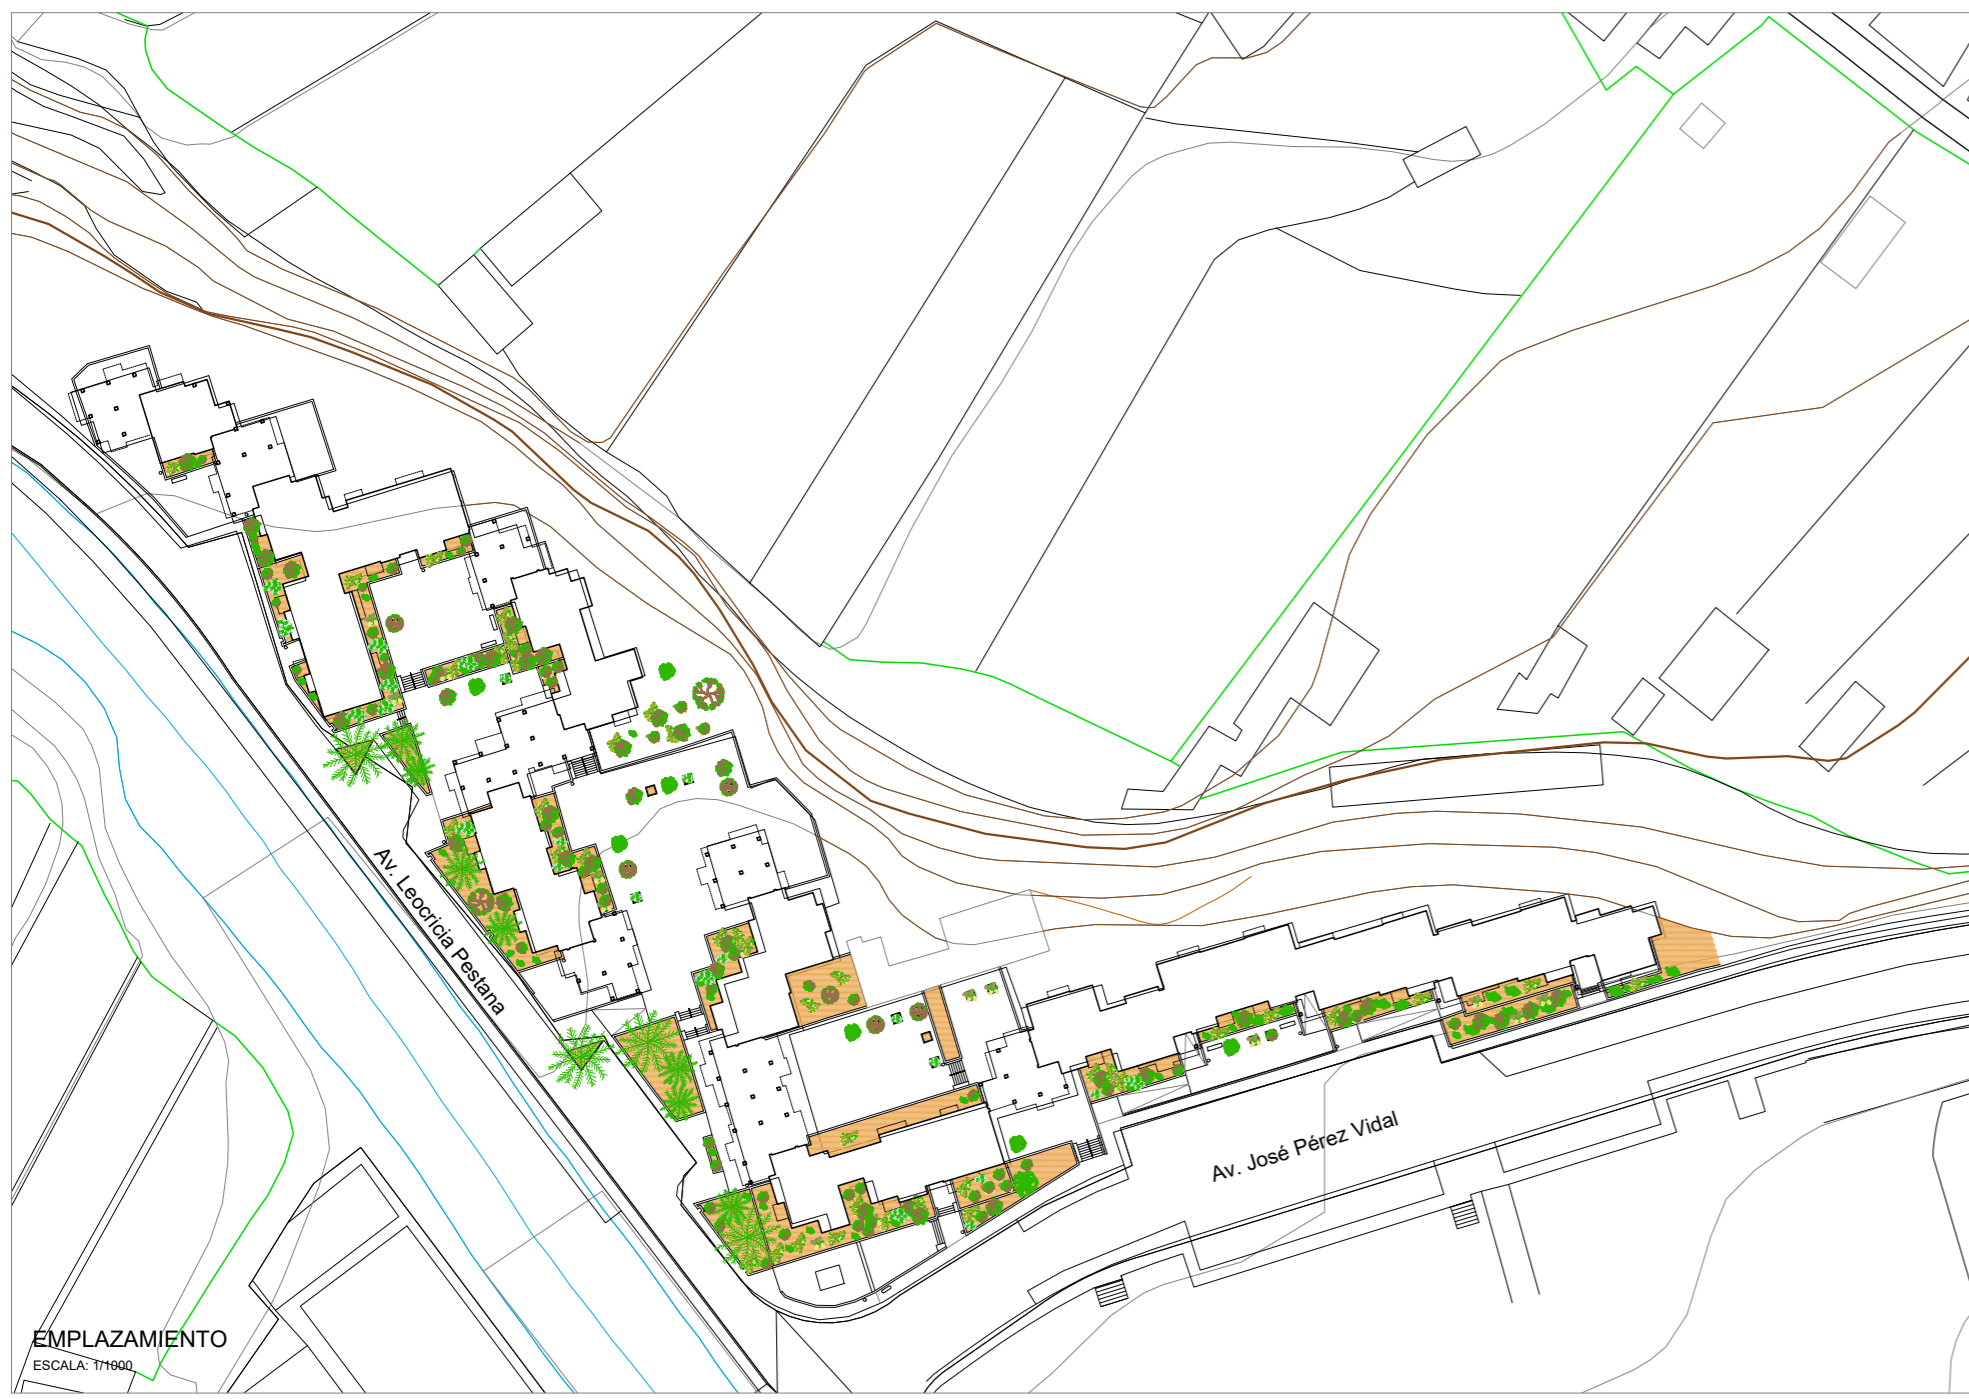 Av. Leocricia Pestana
Av. José Pérez Vidal
EMPLAZAMIENTO
ESCALA: 1/1000